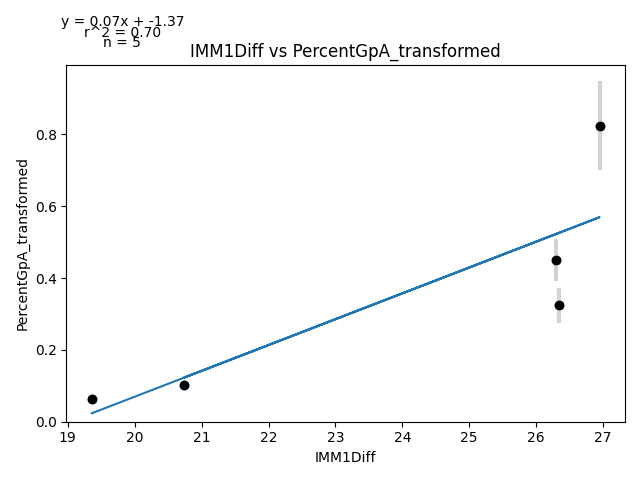 y = 0.07x + -1.37
r^2 = 0.70
n = 5
IMM1Diff vs PercentGpA_transformed
PercentGpA_transformed
0.8
0.6
0.4
0.2
0.0
19 20 21 22 23 24 25 26 27
IMM1Diff